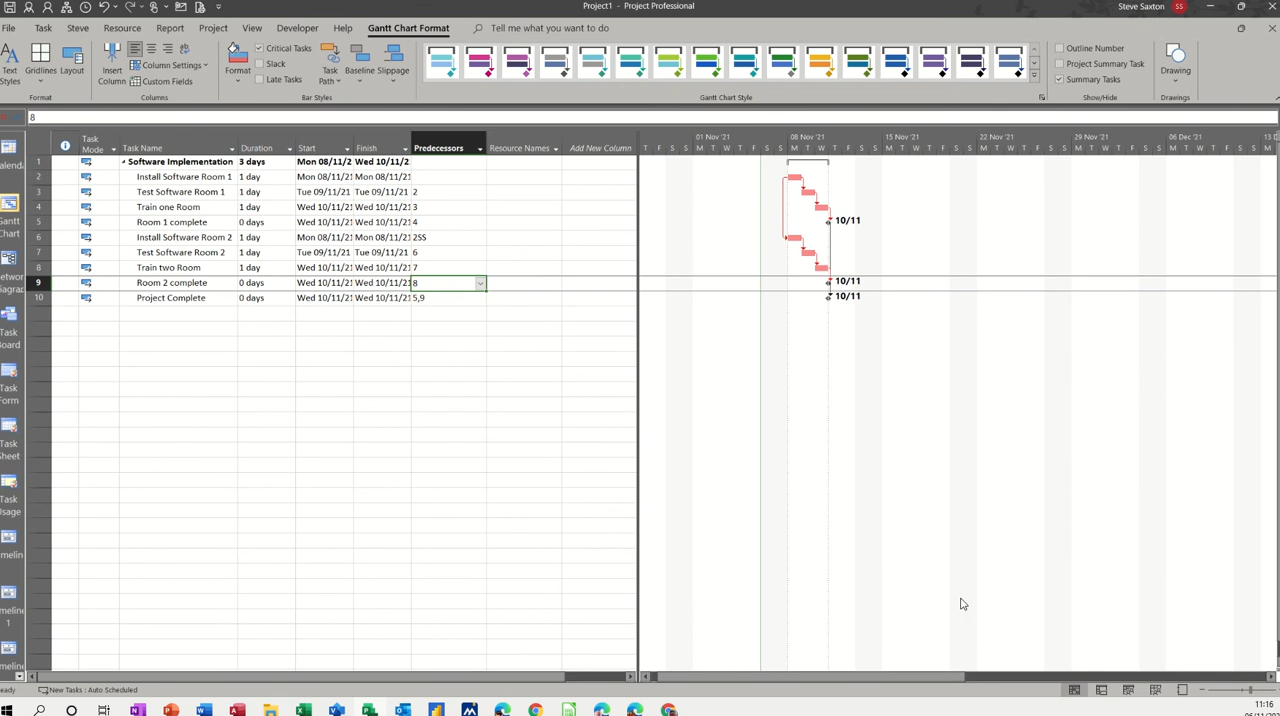 Project1 - Project Professional
Steve Saxton
SS
File Task Steve Resource Report Project View Developer Help Gantt Chart Format Tell me what you want to do
Text Styles
Gridlines
Layout
Format
Insert Column
Column Settings
Custom Fields
Columns
Format
Critical Tasks
Slack
Late Tasks
Task Path
Baseline
Slippage
Bar Styles
Gantt Chart Style
Outline Number
Project Summary Task
Summary Tasks
Show/Hide
Drawing
Drawings
8
Task Mode Task Name Duration Start Finish Predecessors Resource Names Add New Column
01 Nov '21 08 Nov '21 15 Nov '21 22 Nov '21 29 Nov '21 06 Dec '21 13 D
T F S S M T W T F S S M T W T F S S M T W T F S S M T W T F S S M T W T F S S M T W T F S S M
1 Software Implementation 3 days Mon 08/11/2 Wed 10/11/2
2 Install Software Room 1 1 day Mon 08/11/21 Mon 08/11/21
3 Test Software Room 1 1 day Tue 09/11/21 Tue 09/11/21 2
4 Train one Room 1 day Wed 10/11/21 Wed 10/11/21 3
5 Room 1 complete 0 days Wed 10/11/21 Wed 10/11/21 4 10/11
6 Install Software Room 2 1 day Mon 08/11/21 Mon 08/11/21 2SS
7 Test Software Room 2 1 day Tue 09/11/21 Tue 09/11/21 6
8 Train two Room 1 day Wed 10/11/21 Wed 10/11/21 7
9 Room 2 complete 0 days Wed 10/11/21 Wed 10/11/21 8 10/11
10 Project Complete 0 days Wed 10/11/21 Wed 10/11/21 5,9 10/11
Gantt Chart
Task Board
Task Form
Task Sheet
Task Usage
1
New Tasks : Auto Scheduled
11:16